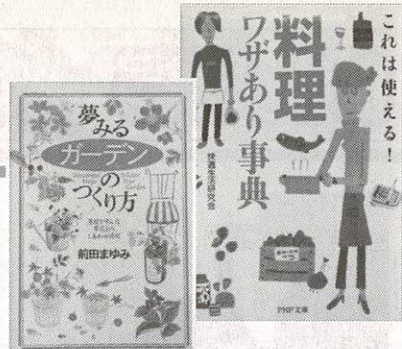 夢みる
ガーデン
の
つくり方
前田まゆみ
これは使える!
料理
ワザあり事典
快適生活研究会
PHP文庫